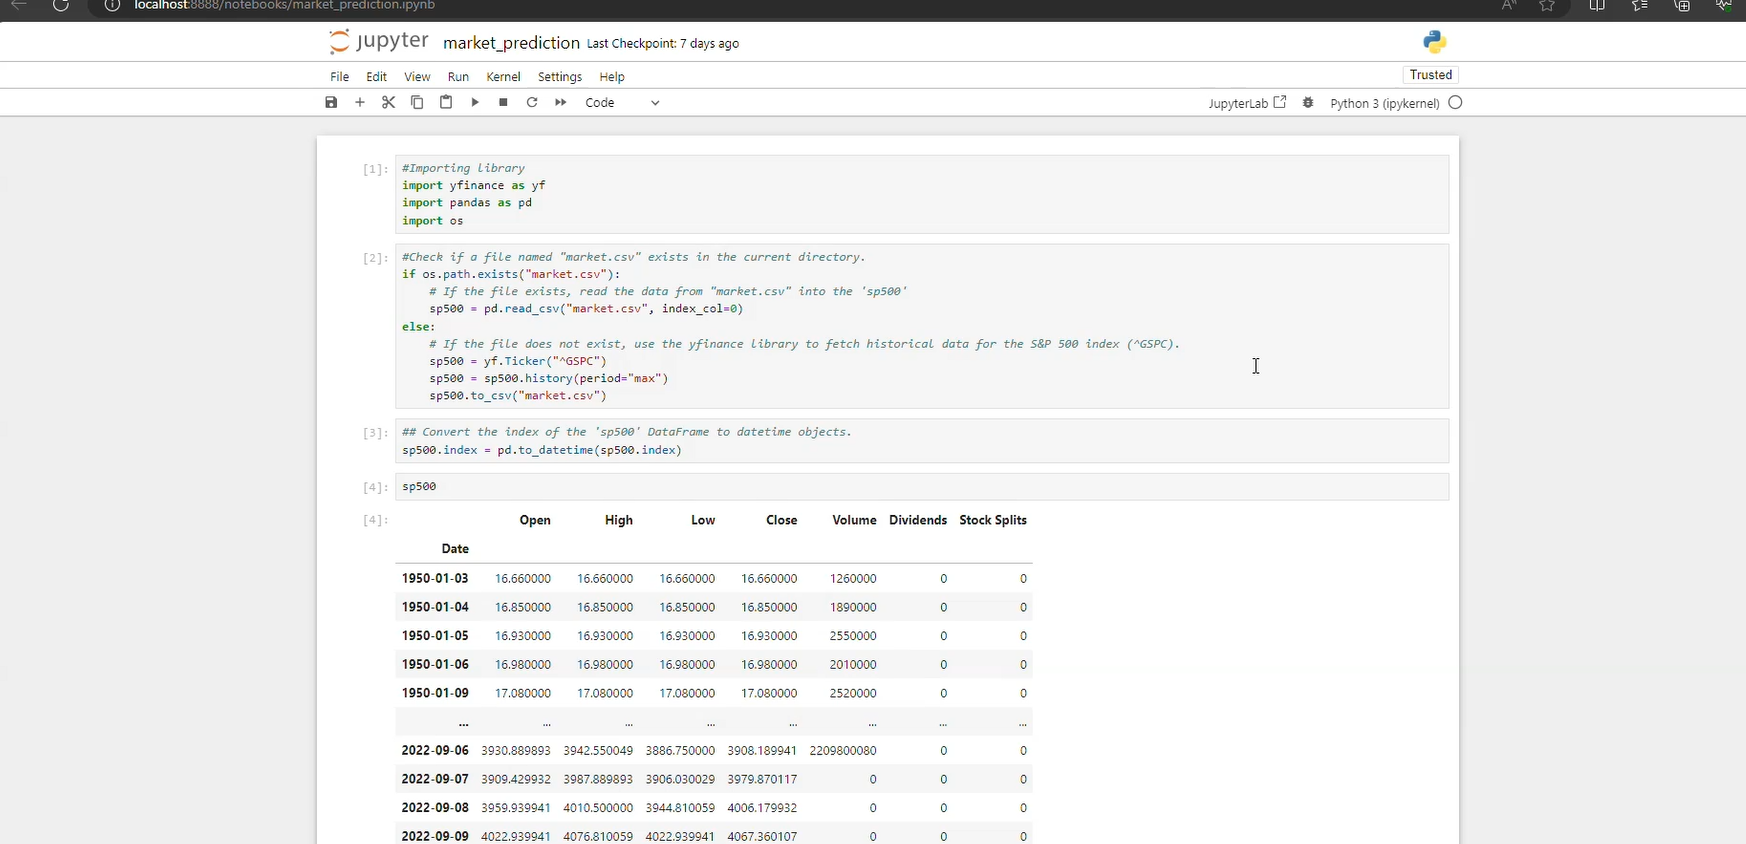 localhost:8888/notebooks/market_prediction.ipynb
jupyter market_prediction Last Checkpoint: 7 days ago
File Edit View Run Kernel Settings Help
Trusted
Code
JupyterLab Python 3 (ipykernel)
[1]: #Importing library
import yfinance as yf
import pandas as pd
import os
[2]: #Check if a file named "market.csv" exists in the current directory.
if os.path.exists("market.csv"):
# If the file exists, read the data from "market.csv" into the 'sp500'
sp500 = pd.read_csv("market.csv", index_col=0)
else:
# If the file does not exist, use the yfinance library to fetch historical data for the S&P 500 index (^GSPC).
sp500 = yf.Ticker("^GSPC")
sp500 = sp500.history(period="max")
sp500.to_csv("market.csv")
[3]: ## Convert the index of the 'sp500' DataFrame to datetime objects.
sp500.index = pd.to_datetime(sp500.index)
[4]: sp500
[4]: Open High Low Close Volume Dividends Stock Splits
Date
1950-01-03 16.660000 16.660000 16.660000 16.660000 1260000 0 0
1950-01-04 16.850000 16.850000 16.850000 16.850000 1890000 0 0
1950-01-05 16.930000 16.930000 16.930000 16.930000 2550000 0 0
1950-01-06 16.980000 16.980000 16.980000 16.980000 2010000 0 0
1950-01-09 17.080000 17.080000 17.080000 17.080000 2520000 0 0
... ... ... ... ... ... ... ...
2022-09-06 3930.889893 3942.550049 3886.750000 3908.189941 2209800080 0 0
2022-09-07 3909.429932 3987.889893 3906.030029 3979.870117 0 0 0
2022-09-08 3959.939941 4010.500000 3944.810059 4006.179932 0 0 0
2022-09-09 4022.939941 4076.810059 4022.939941 4067.360107 0 0 0